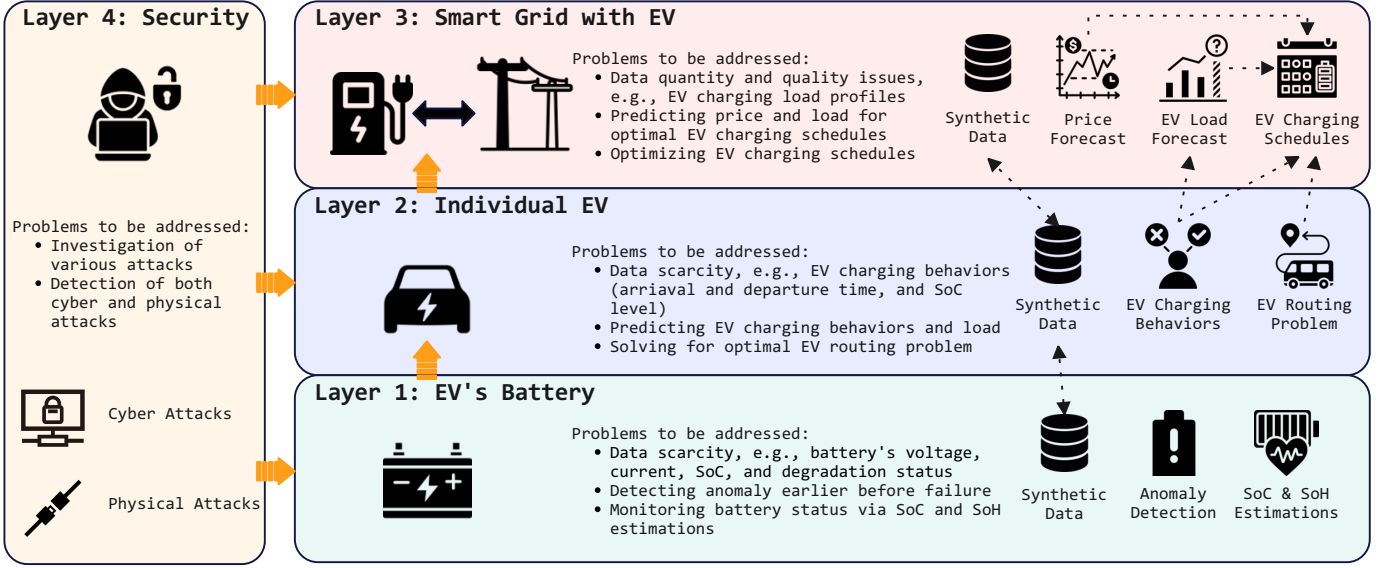 Layer 4: Security
Problems to be addressed:
• Investigation of
various attacks
• Detection of both
cyber and physical
attacks
Cyber Attacks
Physical Attacks
Layer 3: Smart Grid with EV
Problems to be addressed:
• Data quantity and quality issues,
e.g., EV charging load profiles
• Predicting price and load for
optimal EV charging schedules
• Optimizing EV charging schedules
Synthetic
Data
$
Price
Forecast
?
EV Load
Forecast
EV Charging
Schedules
Layer 2: Individual EV
Problems to be addressed:
• Data scarcity, e.g., EV charging behaviors
(arriaval and departure time, and SoC
level)
• Predicting EV charging behaviors and load
• Solving for optimal EV routing problem
Synthetic
Data
EV Charging
Behaviors
EV Routing
Problem
Layer 1: EV's Battery
Problems to be addressed:
• Data scarcity, e.g., battery's voltage,
current, SoC, and degradation status
• Detecting anomaly earlier before failure
• Monitoring battery status via SoC and SoH
estimations
Synthetic
Data
!
Anomaly
Detection
SoC & SoH
Estimations